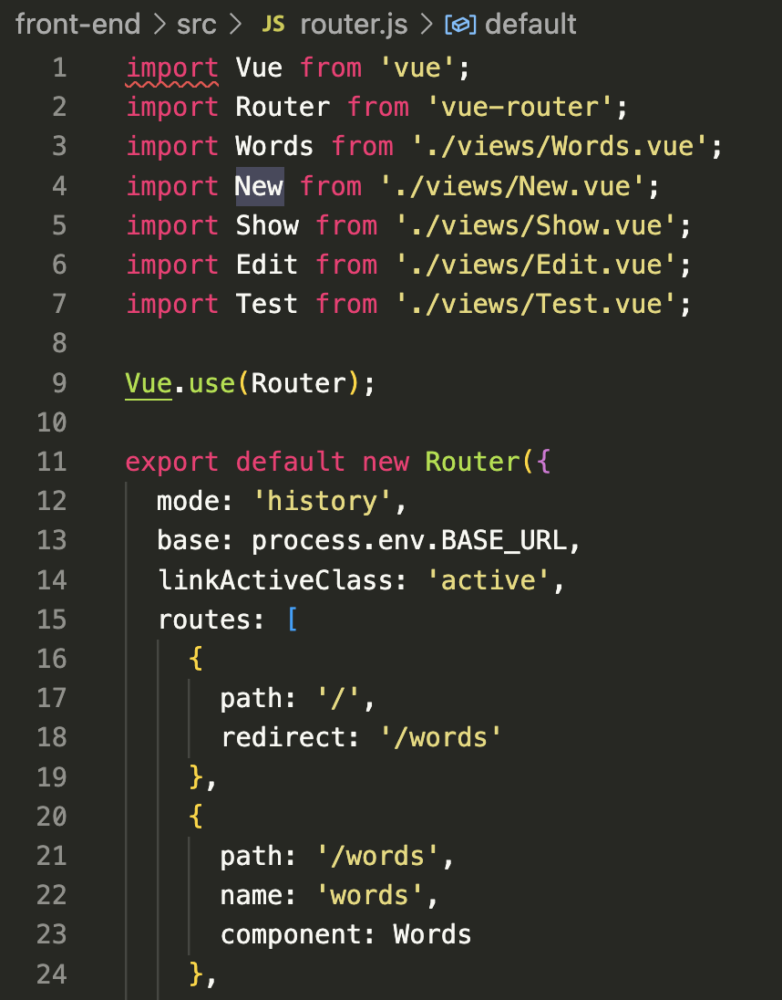 front-end > src > JS router.js > default
1 import Vue from 'vue';
2 import Router from 'vue-router';
3 import Words from './views/Words.vue';
4 import New from './views/New.vue';
5 import Show from './views/Show.vue';
6 import Edit from './views/Edit.vue';
7 import Test from './views/Test.vue';
8
9 Vue.use(Router);
10
11 export default new Router({
12   mode: 'history',
13   base: process.env.BASE_URL,
14   linkActiveClass: 'active',
15   routes: [
16     {
17       path: '/',
18       redirect: '/words'
19     },
20     {
21       path: '/words',
22       name: 'words',
23       component: Words
24     },